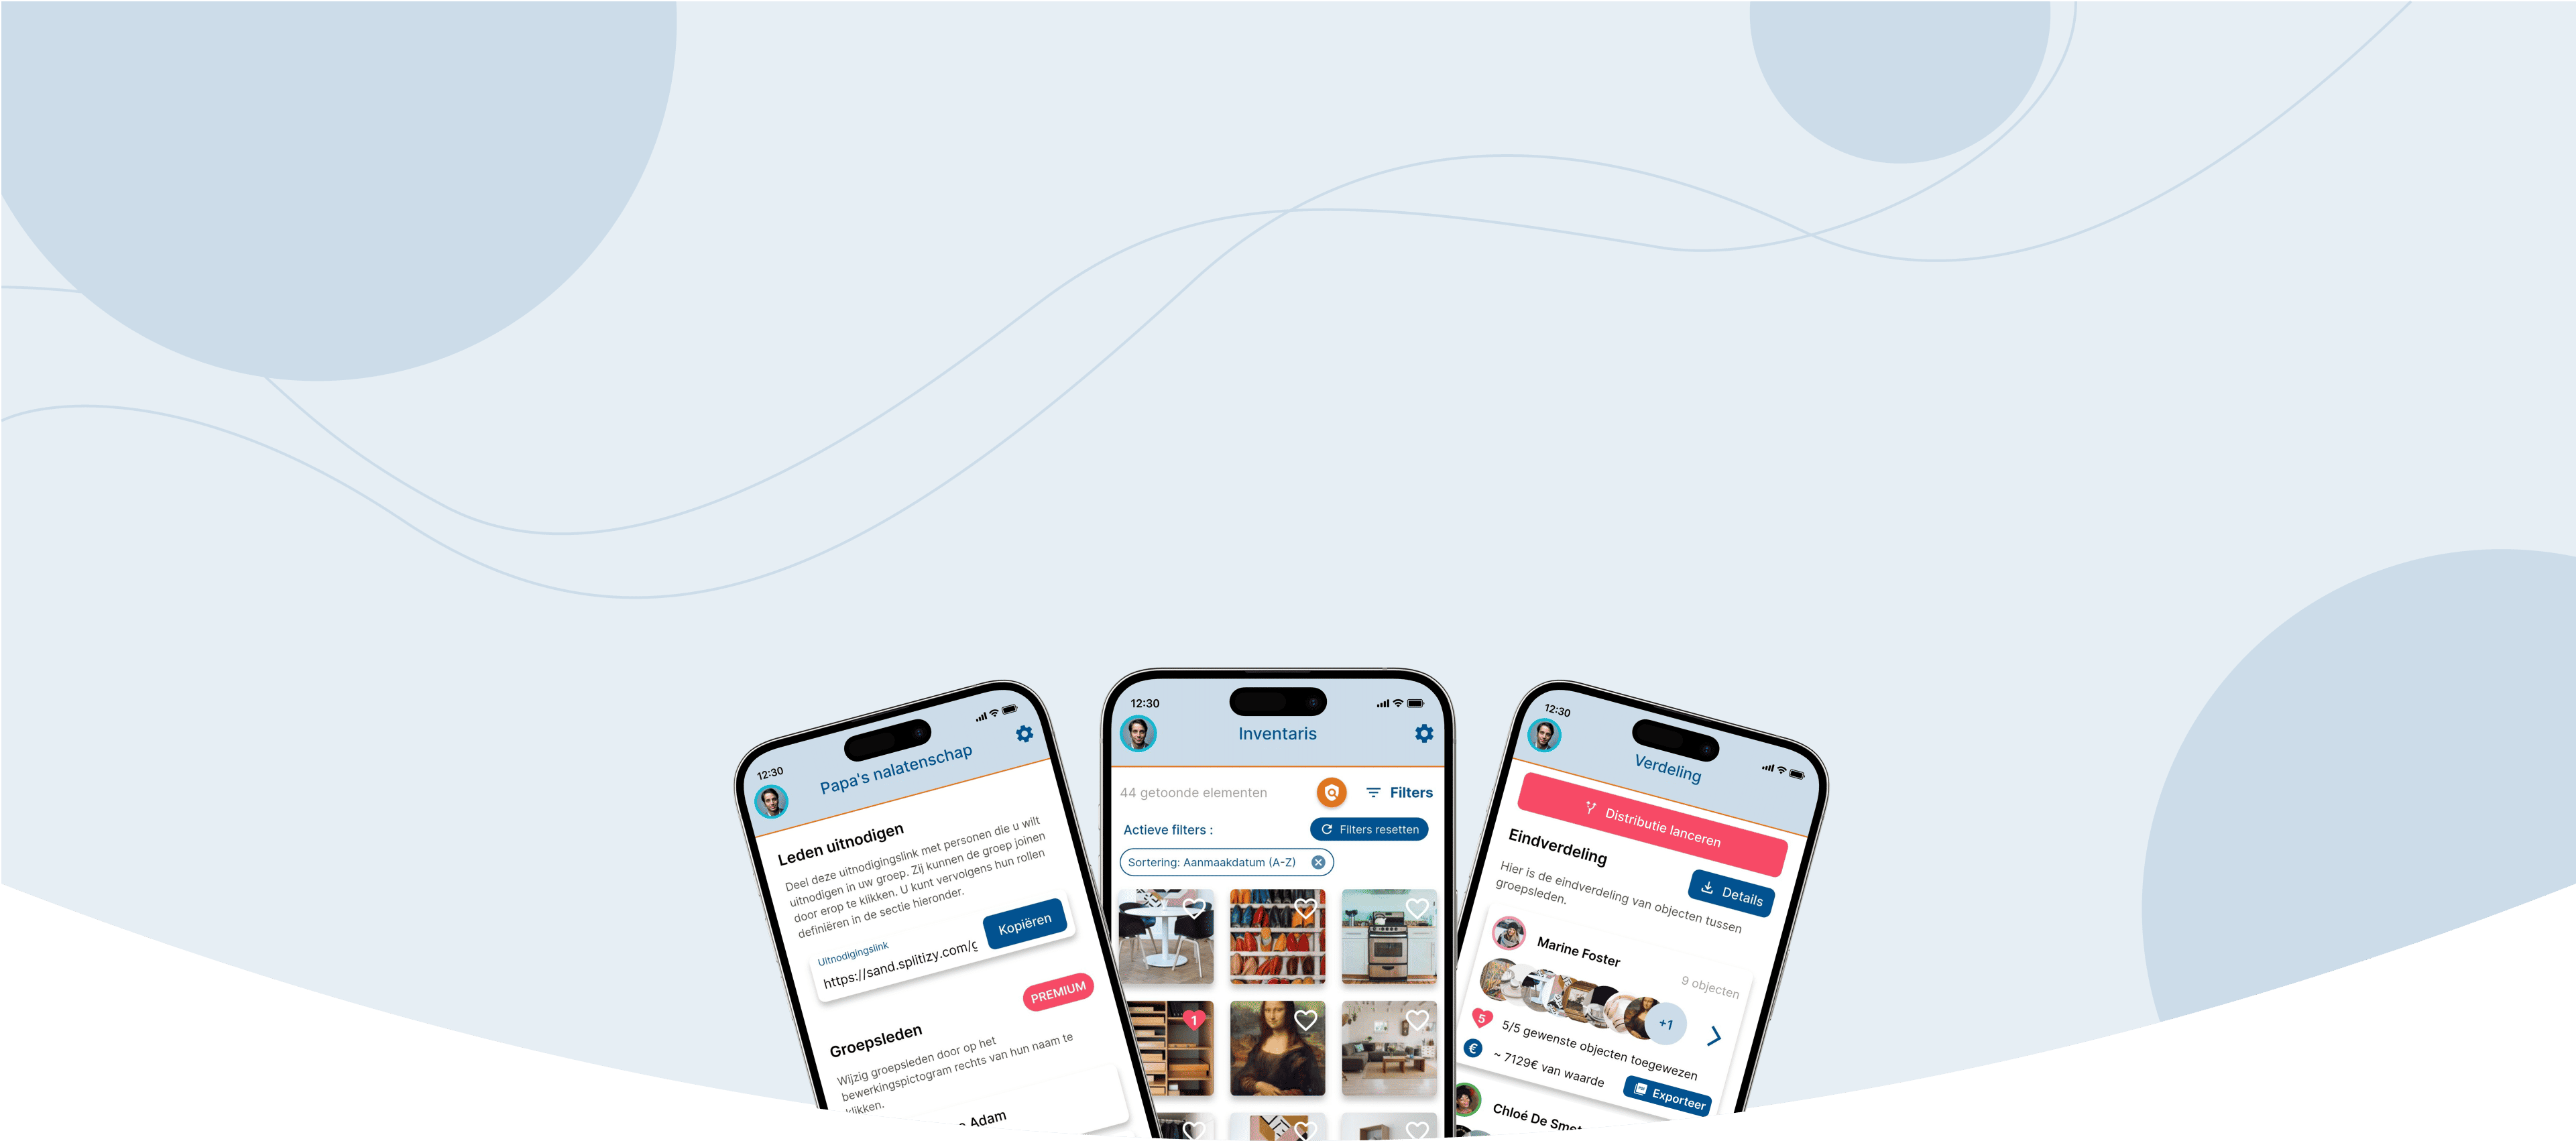 12:30
Papa's nalatenschap
Leden uitnodigen
Deel deze uitnodigingslink met personen die u wilt
uitnodigen in uw groep. Zij kunnen de groep joinen
door erop te klikken. U kunt vervolgens hun rollen
definiëren in de sectie hieronder.
Uitnodigingslink
https://sand.splitizy.com/g
Kopiëren
PREMIUM
Groepsleden
Wijzig groepsleden door op het
bewerkingspictogram rechts van hun naam te
klikken.
Adam
12:30
Inventaris
44 getoonde elementen
Filters
Actieve filters :
Filters resetten
Sortering: Aanmaakdatum (A-Z)
1
12:30
Verdeling
Distributie lanceren
Eindverdeling
Hier is de eindverdeling van objecten tussen
groepsleden.
Details
Marine Foster
9 objecten
+1
5
5/5 gewenste objecten toegewezen
€
~ 7129€ van waarde
Exporteer
Chloé De Smet